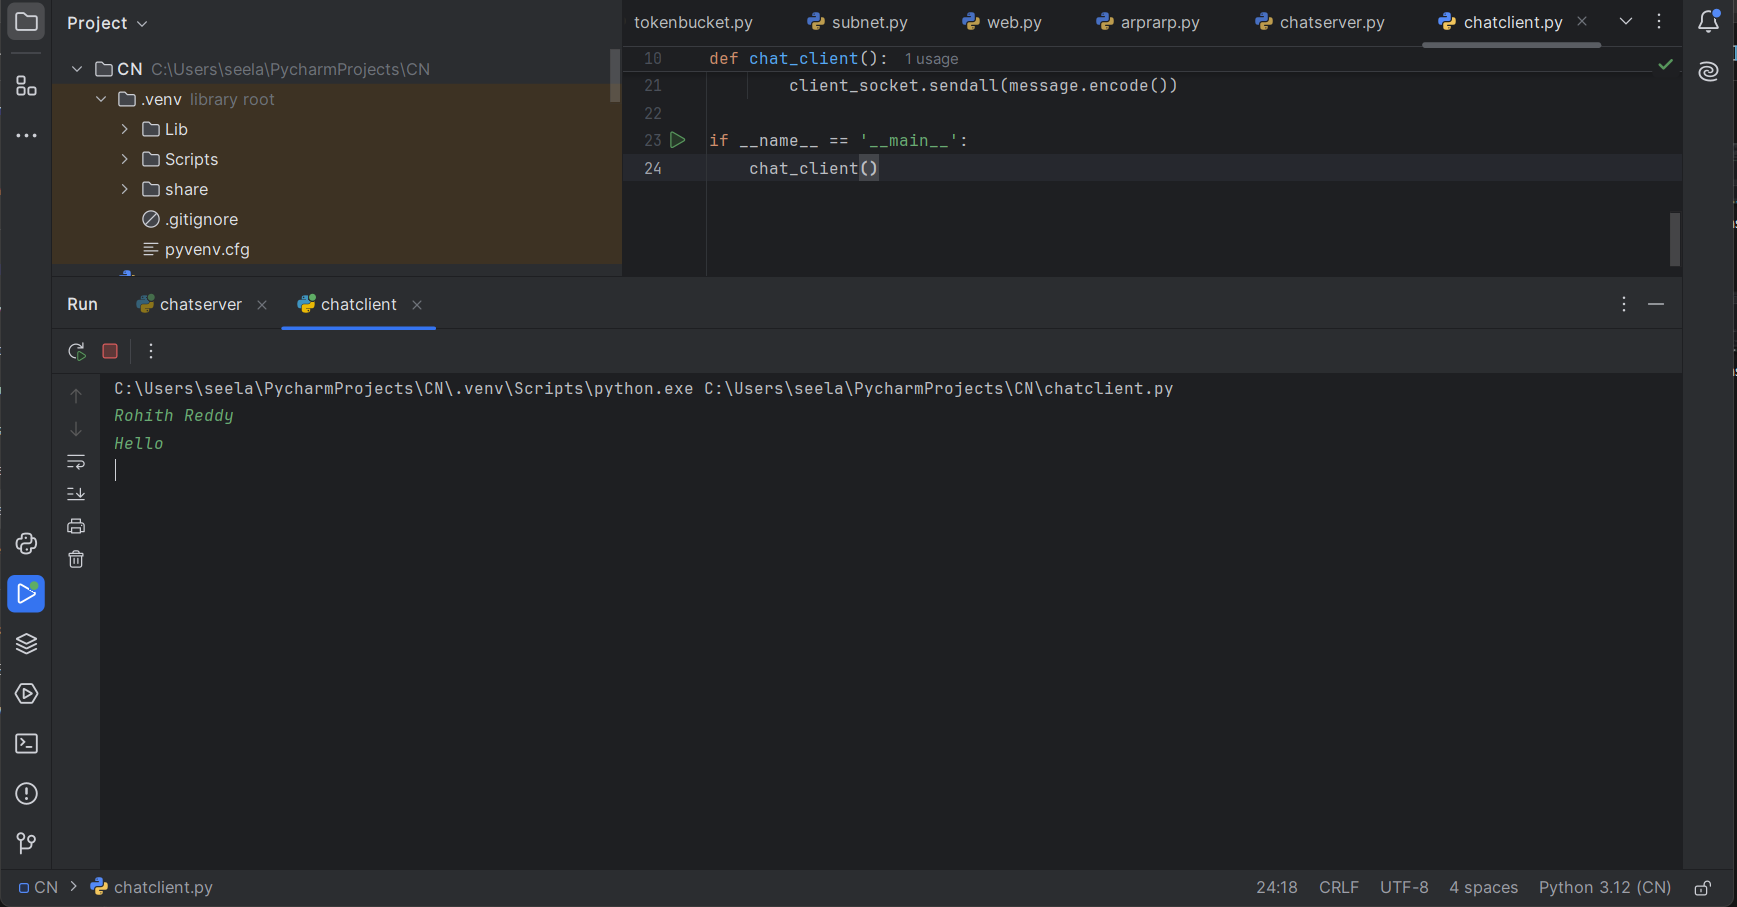 Project
tokenbucket.py subnet.py web.py arprarp.py chatserver.py chatclient.py
CN C:\Users\seela\PycharmProjects\CN
.venv library root
Lib
Scripts
share
.gitignore
pyvenv.cfg
10 def chat_client(): 1 usage
21 client_socket.sendall(message.encode())
22
23 if __name__ == '__main__':
24 chat_client()
Run chatserver chatclient
C:\Users\seela\PycharmProjects\CN\.venv\Scripts\python.exe C:\Users\seela\PycharmProjects\CN\chatclient.py
Rohith Reddy
Hello
CN > chatclient.py 24:18 CRLF UTF-8 4 spaces Python 3.12 (CN)